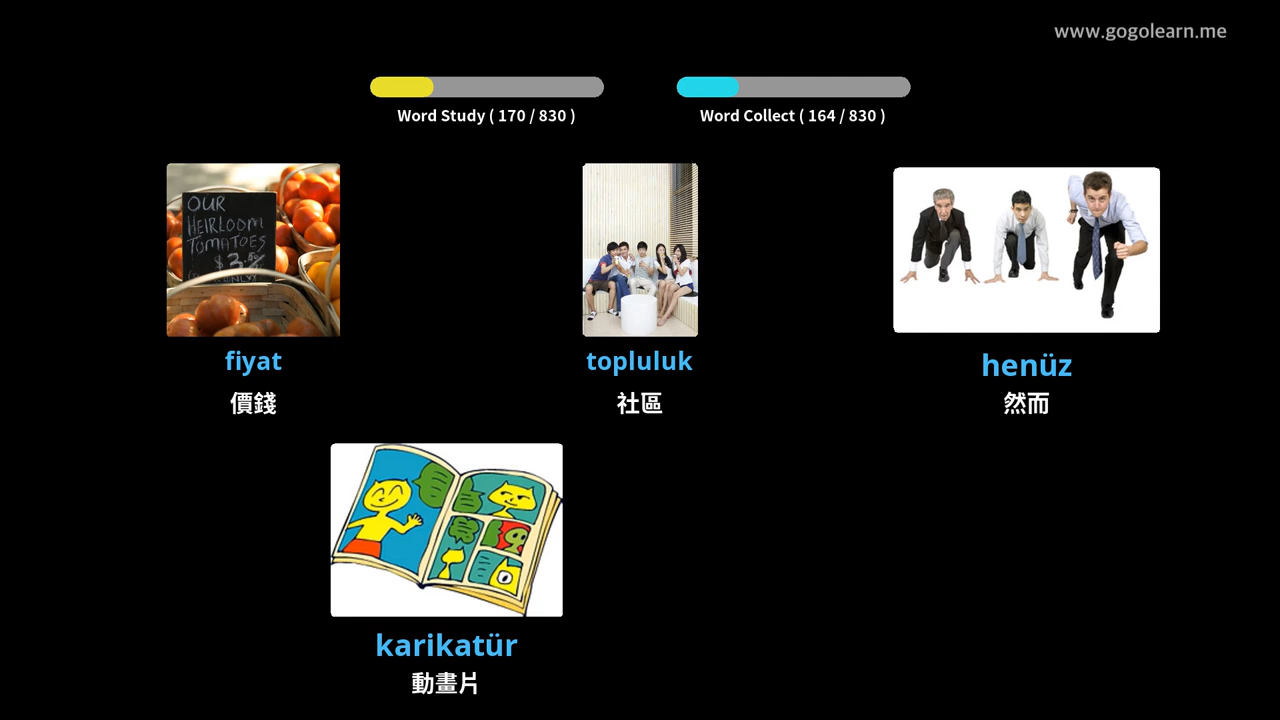 www.gogolearn.me
Word Study ( 170 / 830 )
Word Collect ( 164 / 830 )
OUR
HEIRLOOM
TOMATOES
fiyat
topluluk
henüz
價錢
社區
然而
karikatür
動畫片